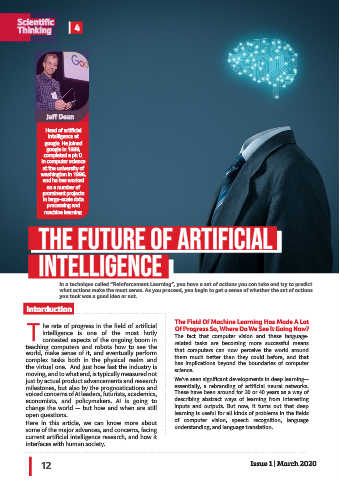 Scientific
Thinking
4
Goo
Jeff Dean
Head of artificial
intelligence at
google. He joined
google in 1999,
completed a ph D
in computer science
at the university of
washington in 1996,
and he has worked
on a number of
prominent projects
in large-scale data
processing and
machine learning
THE FUTURE OF ARTIFICIAL
INTELLIGENCE
In a technique called "Reinforcement Learning", you have a set of actions you can take and try to predict
what actions make the most sense. As you proceed, you begin to get a sense of whether the set of actions
you took was a good idea or not.
Intorduction
The rate of progress in the field of artificial
intelligence is one of the most hotly
contested aspects of the ongoing boom in
teaching computers and robots how to see the
world, make sense of it, and eventually perform
complex tasks both in the physical realm and
the virtual one. And just how fast the industry is
moving, and to what end, is typically measured not
just by actual product advancements and research
milestones, but also by the prognostications and
voiced concerns of AI leaders, futurists, academics,
economists, and policymakers. AI is going to
change the world — but how and when are still
open questions.
Here in this article, we can know more about
some of the major advances, and concerns, facing
current artificial intelligence research, and how it
interfaces with human society.
The Field Of Machine Learning Has Made A Lot
Of Progress So, Where Do We See It Going Now?
The fact that computer vision and these language-
related tasks are becoming more successful means
that computers can now perceive the world around
them much better than they could before, and that
has implications beyond the boundaries of computer
science.
We've seen significant developments in deep learning—
essentially, a rebranding of artificial neural networks.
These have been around for 30 or 40 years as a way of
describing abstract ways of learning from interesting
inputs and outputs. But now, it turns out that deep
learning is useful for all kinds of problems in the fields
of computer vision, speech recognition, language
understanding, and language translation.
12
Issue 1 | March 2020